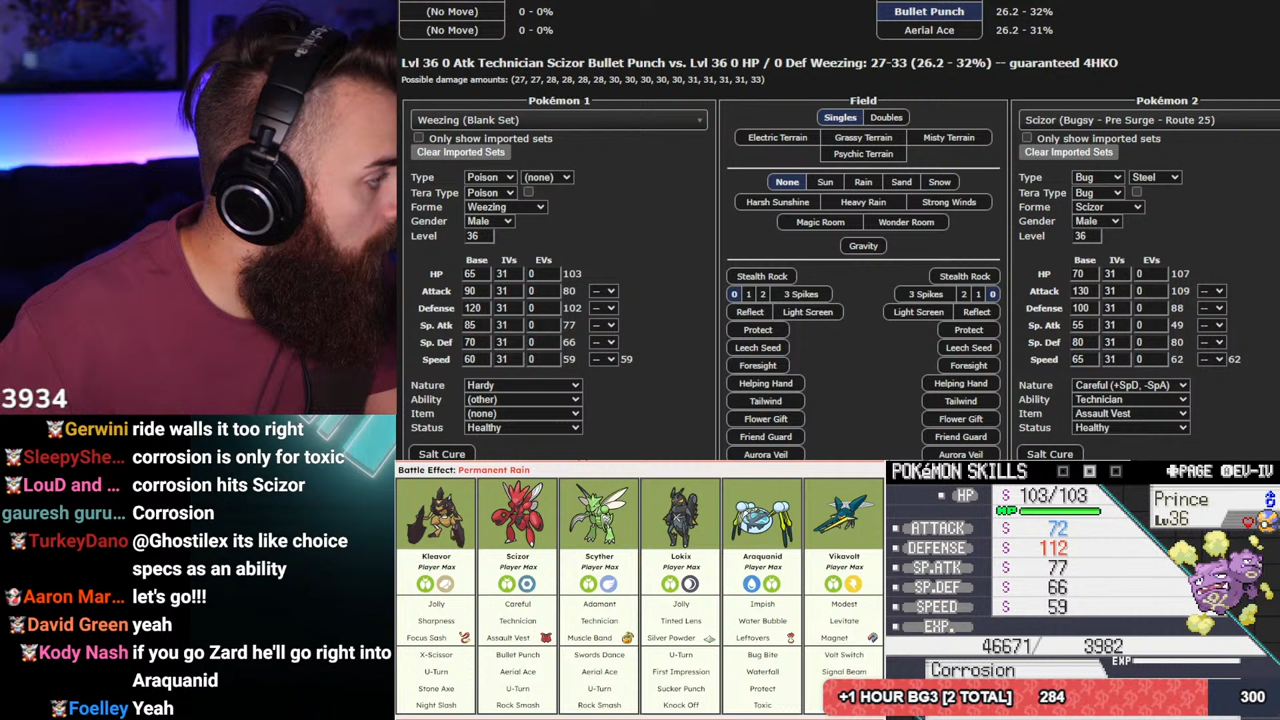 (No Move) 0 - 0% Bullet Punch 26.2 - 32%
(No Move) 0 - 0% Aerial Ace 26.2 - 31%
Lvl 36 0 Atk Technician Scizor Bullet Punch vs. Lvl 36 0 HP / 0 Def Weezing: 27-33 (26.2 - 32%) -- guaranteed 4HKO
Possible damage amounts: (27, 27, 28, 28, 28, 28, 30, 30, 30, 30, 30, 31, 31, 31, 31, 33)
Pokémon 1
Weezing (Blank Set)
Only show imported sets
Clear Imported Sets
Type Poison (none)
Tera Type Poison
Forme Weezing
Gender Male
Level 36
Base IVs EVs
HP 65 31 0 103
Attack 90 31 0 80 --
Defense 120 31 0 102 --
Sp. Atk 85 31 0 77 --
Sp. Def 70 31 0 66 --
Speed 60 31 0 59 -- 59
Nature Hardy
Ability (other)
Item (none)
Status Healthy
Salt Cure
Field
Singles Doubles
Electric Terrain Grassy Terrain Misty Terrain
Psychic Terrain
None Sun Rain Sand Snow
Harsh Sunshine Heavy Rain Strong Winds
Magic Room Wonder Room
Gravity
Stealth Rock Stealth Rock
0 1 2 3 Spikes 3 Spikes 2 1 0
Reflect Light Screen Light Screen Reflect
Protect Protect
Leech Seed Leech Seed
Foresight Foresight
Helping Hand Helping Hand
Tailwind Tailwind
Flower Gift Flower Gift
Friend Guard Friend Guard
Aurora Veil Aurora Veil
Pokémon 2
Scizor (Bugsy - Pre Surge - Route 25)
Only show imported sets
Clear Imported Sets
Type Bug Steel
Tera Type Bug
Forme Scizor
Gender Male
Level 36
Base IVs EVs
HP 70 31 0 107
Attack 130 31 0 109 --
Defense 100 31 0 88 --
Sp. Atk 55 31 0 49 --
Sp. Def 80 31 0 80 --
Speed 65 31 0 62 -- 62
Nature Careful (+SpD, -SpA)
Ability Technician
Item Assault Vest
Status Healthy
Salt Cure
3934
Gerwini ride walls it too right
SleepyShe... corrosion is only for toxic
LouD and ... corrosion hits Scizor
gauresh guru... Corrosion
TurkeyDano @Ghostilex its like choice
specs as an ability
Aaron Mar... let's go!!!
David Green yeah
Kody Nash if you go Zard he'll go right into
Araquanid
Foelley Yeah
Battle Effect: Permanent Rain
Kleavor Scizor Scyther Lokix Araquanid Vikavolt
Player Max Player Max Player Max Player Max Player Max Player Max
Jolly Careful Adamant Jolly Impish Modest
Sharpness Technician Technician Tinted Lens Water Bubble Levitate
Focus Sash Assault Vest Muscle Band Silver Powder Leftovers Magnet
X-Scissor Bullet Punch Swords Dance U-Turn Bug Bite Volt Switch
U-Turn Aerial Ace Aerial Ace First Impression Waterfall Signal Beam
Stone Axe U-Turn U-Turn Sucker Punch Protect
Night Slash Rock Smash Rock Smash Knock Off Toxic
POKéMON SKILLS PAGE EV-IV
HP S 103/103
HP
ATTACK S 72
DEFENSE S 112
SP.ATK S 77
SP.DEF S 66
SPEED S 59
EXP.
46671/ 3982
EXP
Corrosion
Prince
Lv36
+1 HOUR BG3 [2 TOTAL] 284 300